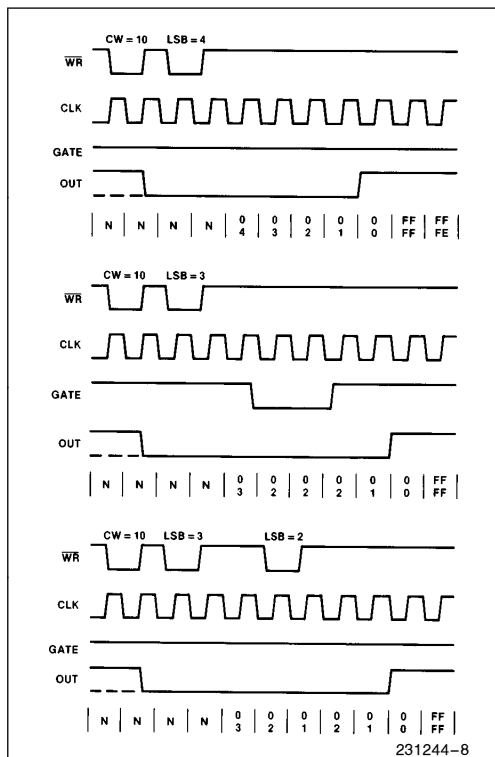 CW = 10 LSB = 4
WR
CLK
GATE
OUT
| N | N | N | N | 0 | 0 | 0 | 0 | 0 | FF | FF |
4 3 2 1 0 FF FE
CW = 10 LSB = 3
WR
CLK
GATE
OUT
| N | N | N | N | 0 | 0 | 0 | 0 | 0 | 0 | FF |
3 2 2 2 1 0 FF
CW = 10 LSB = 3 LSB = 2
WR
CLK
GATE
OUT
| N | N | N | N | 0 | 0 | 0 | 0 | 0 | 0 | FF |
3 2 1 2 1 0 FF
231244-8